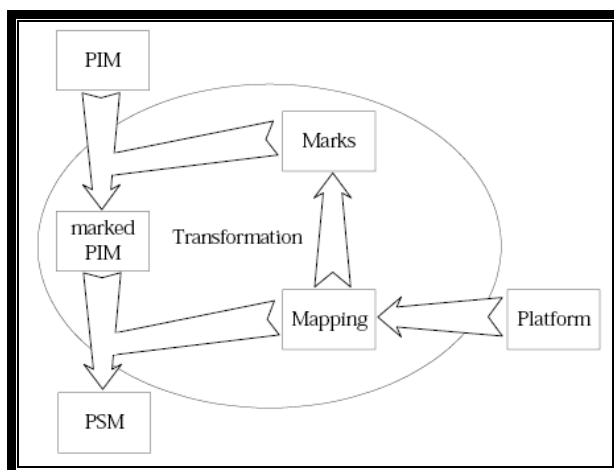 PIM
Marks
marked
PIM
Transformation
Mapping
Platform
PSM